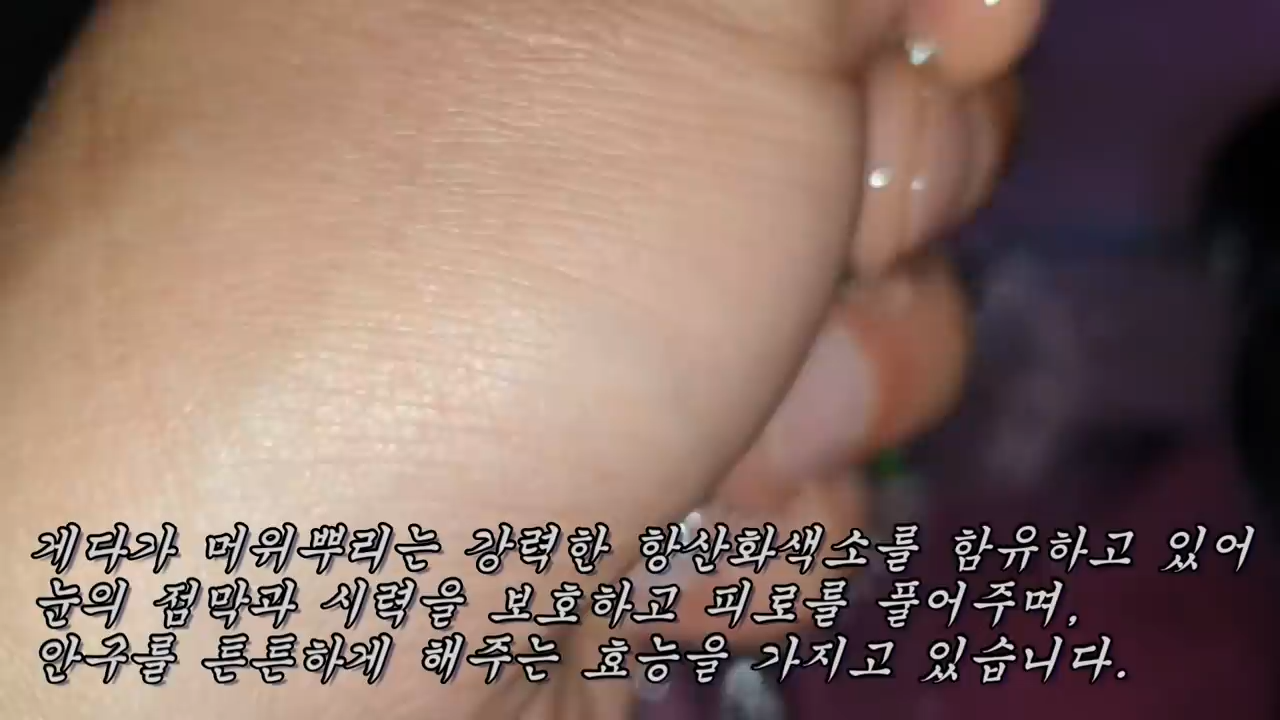 게다가 머위뿌리는 강력한 항산화색소를 함유하고 있어
눈의 점막과 시력을 보호하고 피로를 풀어주며,
안구를 튼튼하게 해주는 효능을 가지고 있습니다.